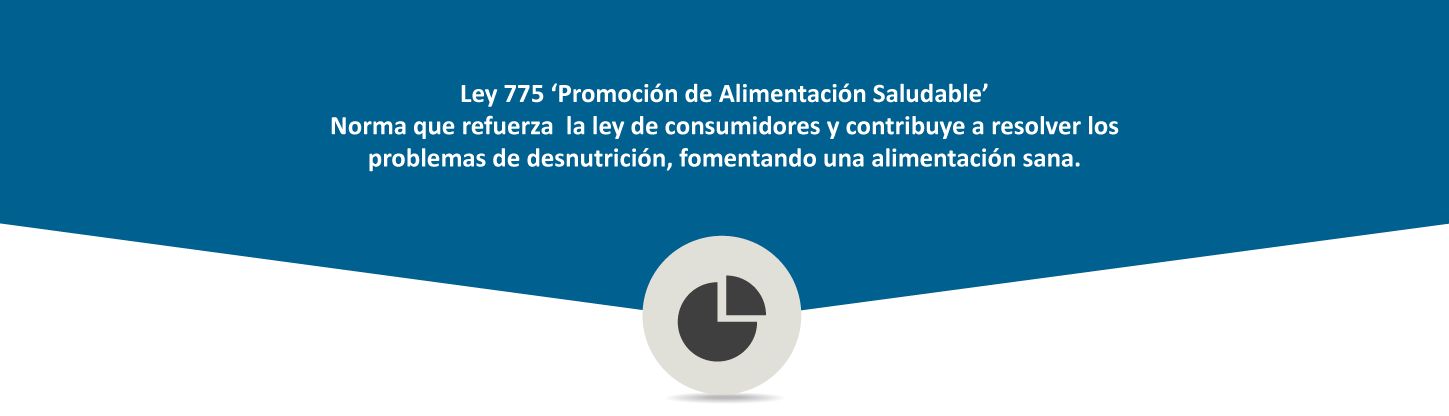 Ley 775 ‘Promoción de Alimentación Saludable’
Norma que refuerza  la ley de consumidores y contribuye a resolver los
problemas de desnutrición, fomentando una alimentación sana.